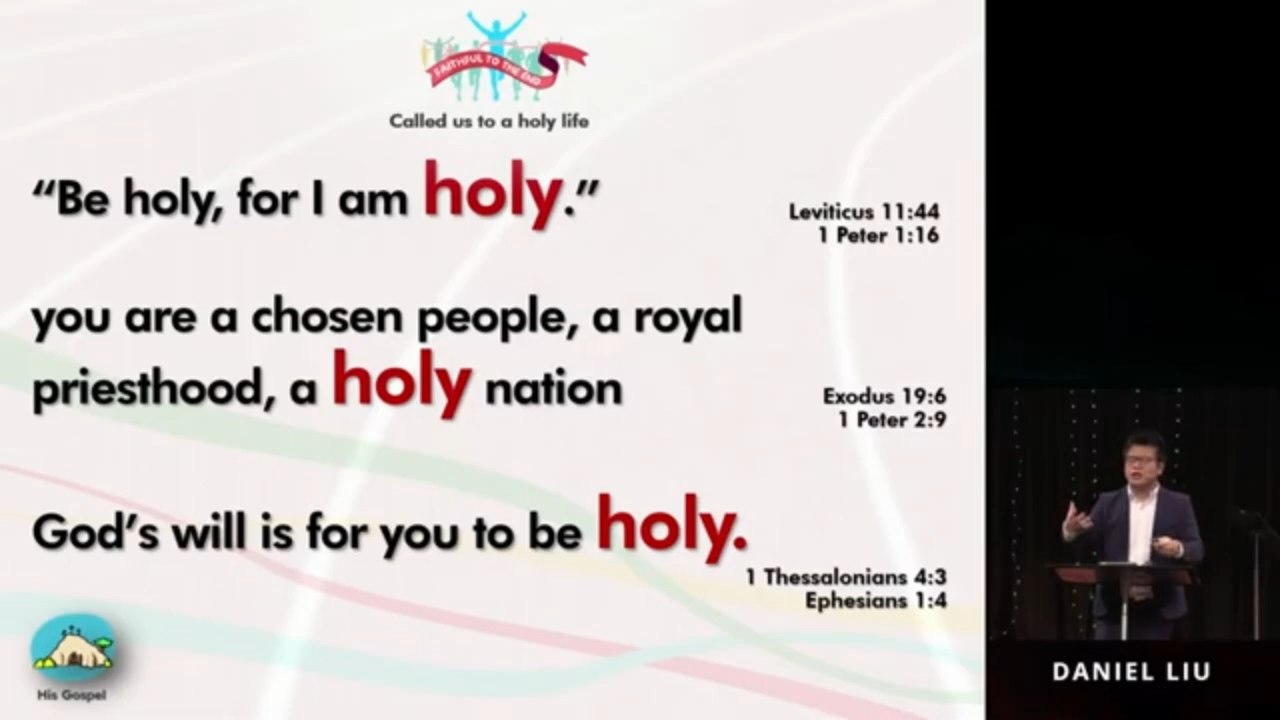 FAITHFUL TO THE END
Called us to a holy life
“Be holy, for I am holy.”
Leviticus 11:44
1 Peter 1:16
you are a chosen people, a royal
priesthood, a holy nation
Exodus 19:6
1 Peter 2:9
God’s will is for you to be holy.
1 Thessalonians 4:3
Ephesians 1:4
His Gospel
DANIEL LIU